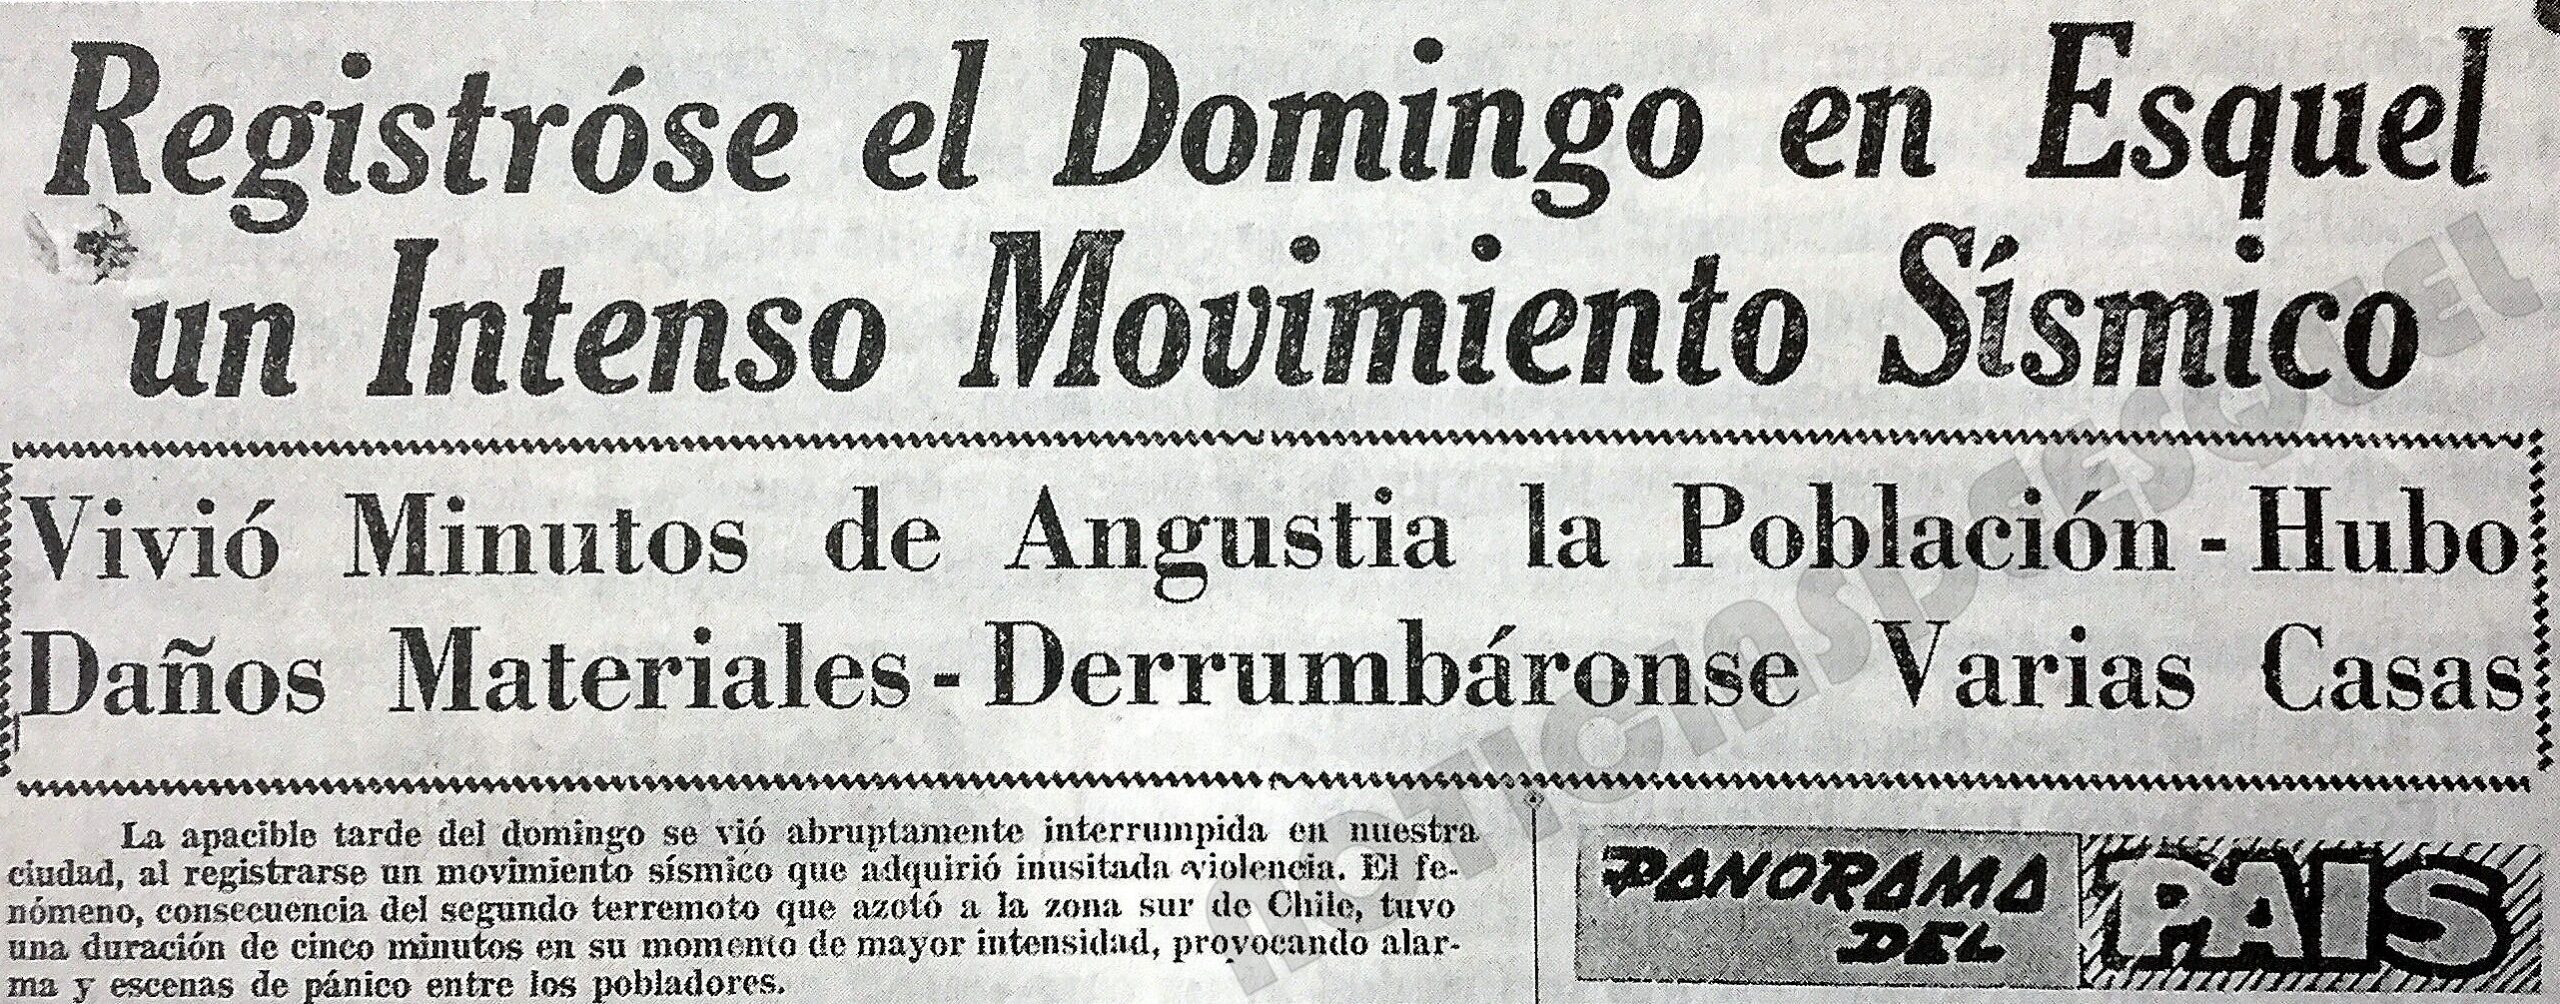 Registróse el Domingo en Esquel
un Intenso Movimiento Sísmico
Vivió Minutos de Angustia la Población - Hubo
Daños Materiales - Derrumbáronse Varias Casas
La apacible tarde del domingo se vió abruptamente interrumpida en nuestra
ciudad, al registrarse un movimiento sísmico que adquirió inusitada violencia. El fe-
nómeno, consecuencia del segundo terremoto que azotó a la zona sur de Chile, tuvo
una duración de cinco minutos en su momento de mayor intensidad, provocando alar-
ma y escenas de pánico entre los pobladores.
PANORAMA
DEL
PAIS
NOTICIASDEESQUEL